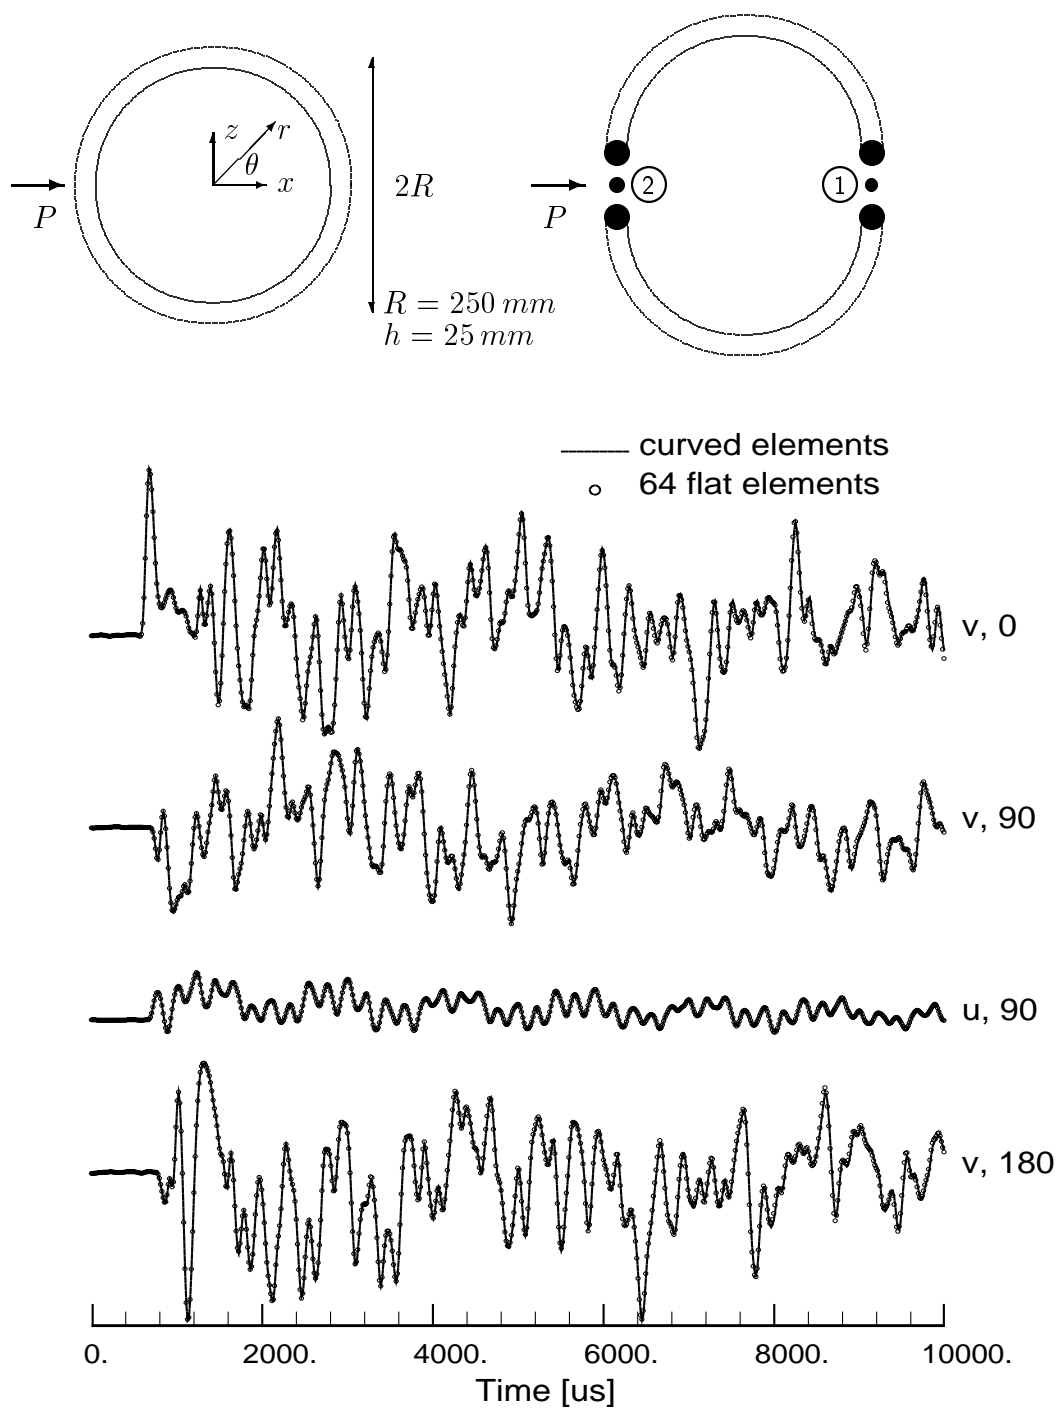 z
r
θ
x
2R
P
R = 250 mm
h = 25 mm
2
1
P
curved elements
64 flat elements
v, 0
v, 90
u, 90
v, 180
0. 2000. 4000. 6000. 8000. 10000.
Time [us]